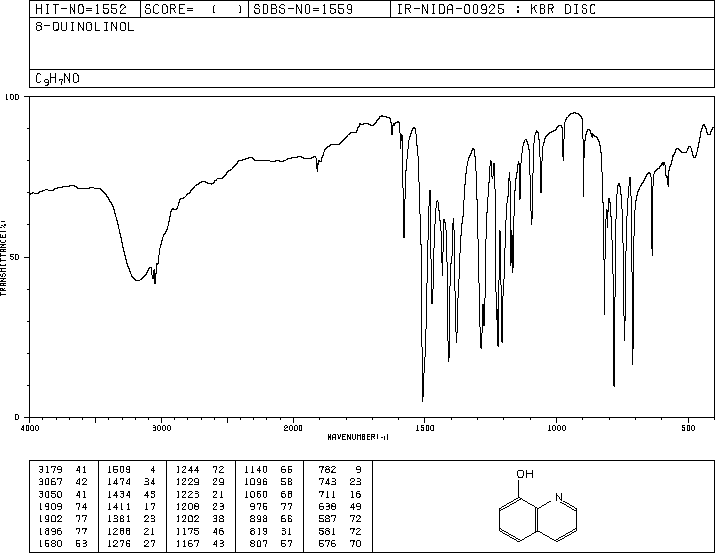 HIT-NO=1552 SCORE= ( ) SDBS-NO=1559 IR-NIDA-00925 : KBR DISC
8-QUINOLINOL
C9H7NO
100
50
0
TRANSMITTANCE(%)
4000 3000 2000 1500 1000 500
WAVENUMBER(-1)
3179 41 1509 4 1244 72 1140 66 782 9
3067 42 1474 34 1229 29 1096 58 743 23
3050 41 1434 45 1223 21 1060 68 711 16
1909 74 1411 17 1208 23 976 77 638 49
1902 77 1381 23 1202 38 898 66 587 72
1896 77 1288 21 1175 46 819 31 581 72
1580 53 1276 27 1167 43 807 57 576 70
OH
N